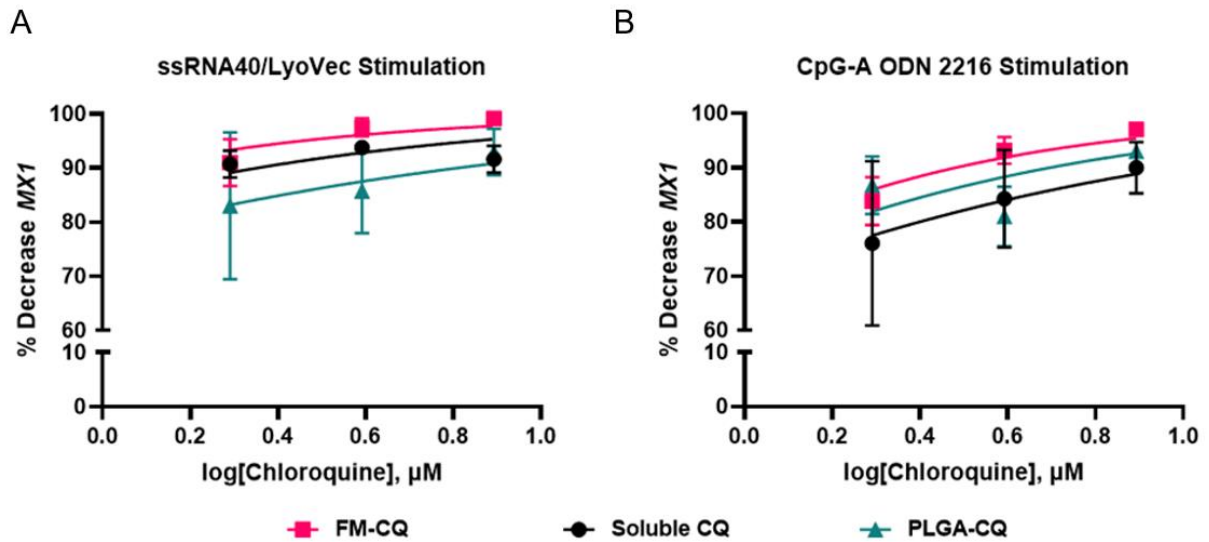 A
B
ssRNA40/LyoVec Stimulation
CpG-A ODN 2216 Stimulation
% Decrease MX1
100
90
80
70
60
10
0
0.0 0.2 0.4 0.6 0.8 1.0
log[Chloroquine], µM
% Decrease MX1
100
90
80
70
60
10
0
0.0 0.2 0.4 0.6 0.8 1.0
log[Chloroquine], µM
FM-CQ Soluble CQ PLGA-CQ